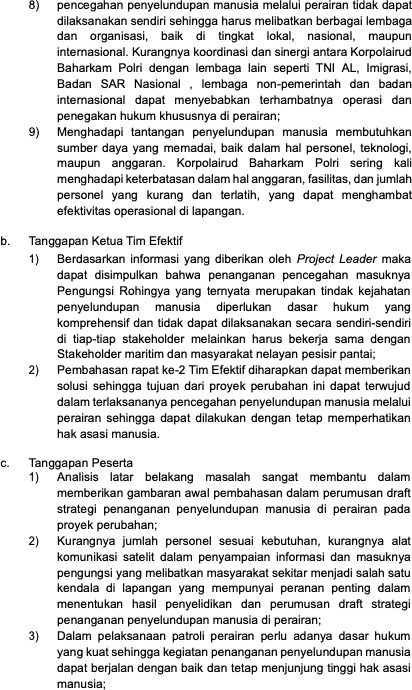 8) pencegahan penyelundupan manusia melalui perairan tidak dapat
dilaksanakan sendiri sehingga harus melibatkan berbagai lembaga
dan organisasi, baik di tingkat lokal, nasional, maupun
internasional. Kurangnya koordinasi dan sinergi antara Korpolairud
Baharkam Polri dengan lembaga lain seperti TNI AL, Imigrasi,
Badan SAR Nasional , lembaga non-pemerintah dan badan
internasional dapat menyebabkan terhambatnya operasi dan
penegakan hukum khususnya di perairan;
9) Menghadapi tantangan penyelundupan manusia membutuhkan
sumber daya yang memadai, baik dalam hal personel, teknologi,
maupun anggaran. Korpolairud Baharkam Polri sering kali
menghadapi keterbatasan dalam hal anggaran, fasilitas, dan jumlah
personel yang kurang dan terlatih, yang dapat menghambat
efektivitas operasional di lapangan.
b. Tanggapan Ketua Tim Efektif
1) Berdasarkan informasi yang diberikan oleh Project Leader maka
dapat disimpulkan bahwa penanganan pencegahan masuknya
Pengungsi Rohingya yang ternyata merupakan tindak kejahatan
penyelundupan manusia diperlukan dasar hukum yang
komprehensif dan tidak dapat dilaksanakan secara sendiri-sendiri
di tiap-tiap stakeholder melainkan harus bekerja sama dengan
Stakeholder maritim dan masyarakat nelayan pesisir pantai;
2) Pembahasan rapat ke-2 Tim Efektif diharapkan dapat memberikan
solusi sehingga tujuan dari proyek perubahan ini dapat terwujud
dalam terlaksananya pencegahan penyelundupan manusia melalui
perairan sehingga dapat dilakukan dengan tetap memperhatikan
hak asasi manusia.
c. Tanggapan Peserta
1) Analisis latar belakang masalah sangat membantu dalam
memberikan gambaran awal pembahasan dalam perumusan draft
strategi penanganan penyelundupan manusia di perairan pada
proyek perubahan;
2) Kurangnya jumlah personel sesuai kebutuhan, kurangnya alat
komunikasi satelit dalam penyampaian informasi dan masuknya
pengungsi yang melibatkan masyarakat sekitar menjadi salah satu
kendala di lapangan yang mempunyai peranan penting dalam
menentukan hasil penyelidikan dan perumusan draft strategi
penanganan penyelundupan manusia di perairan;
3) Dalam pelaksanaan patroli perairan perlu adanya dasar hukum
yang kuat sehingga kegiatan penanganan penyelundupan manusia
dapat berjalan dengan baik dan tetap menjunjung tinggi hak asasi
manusia;